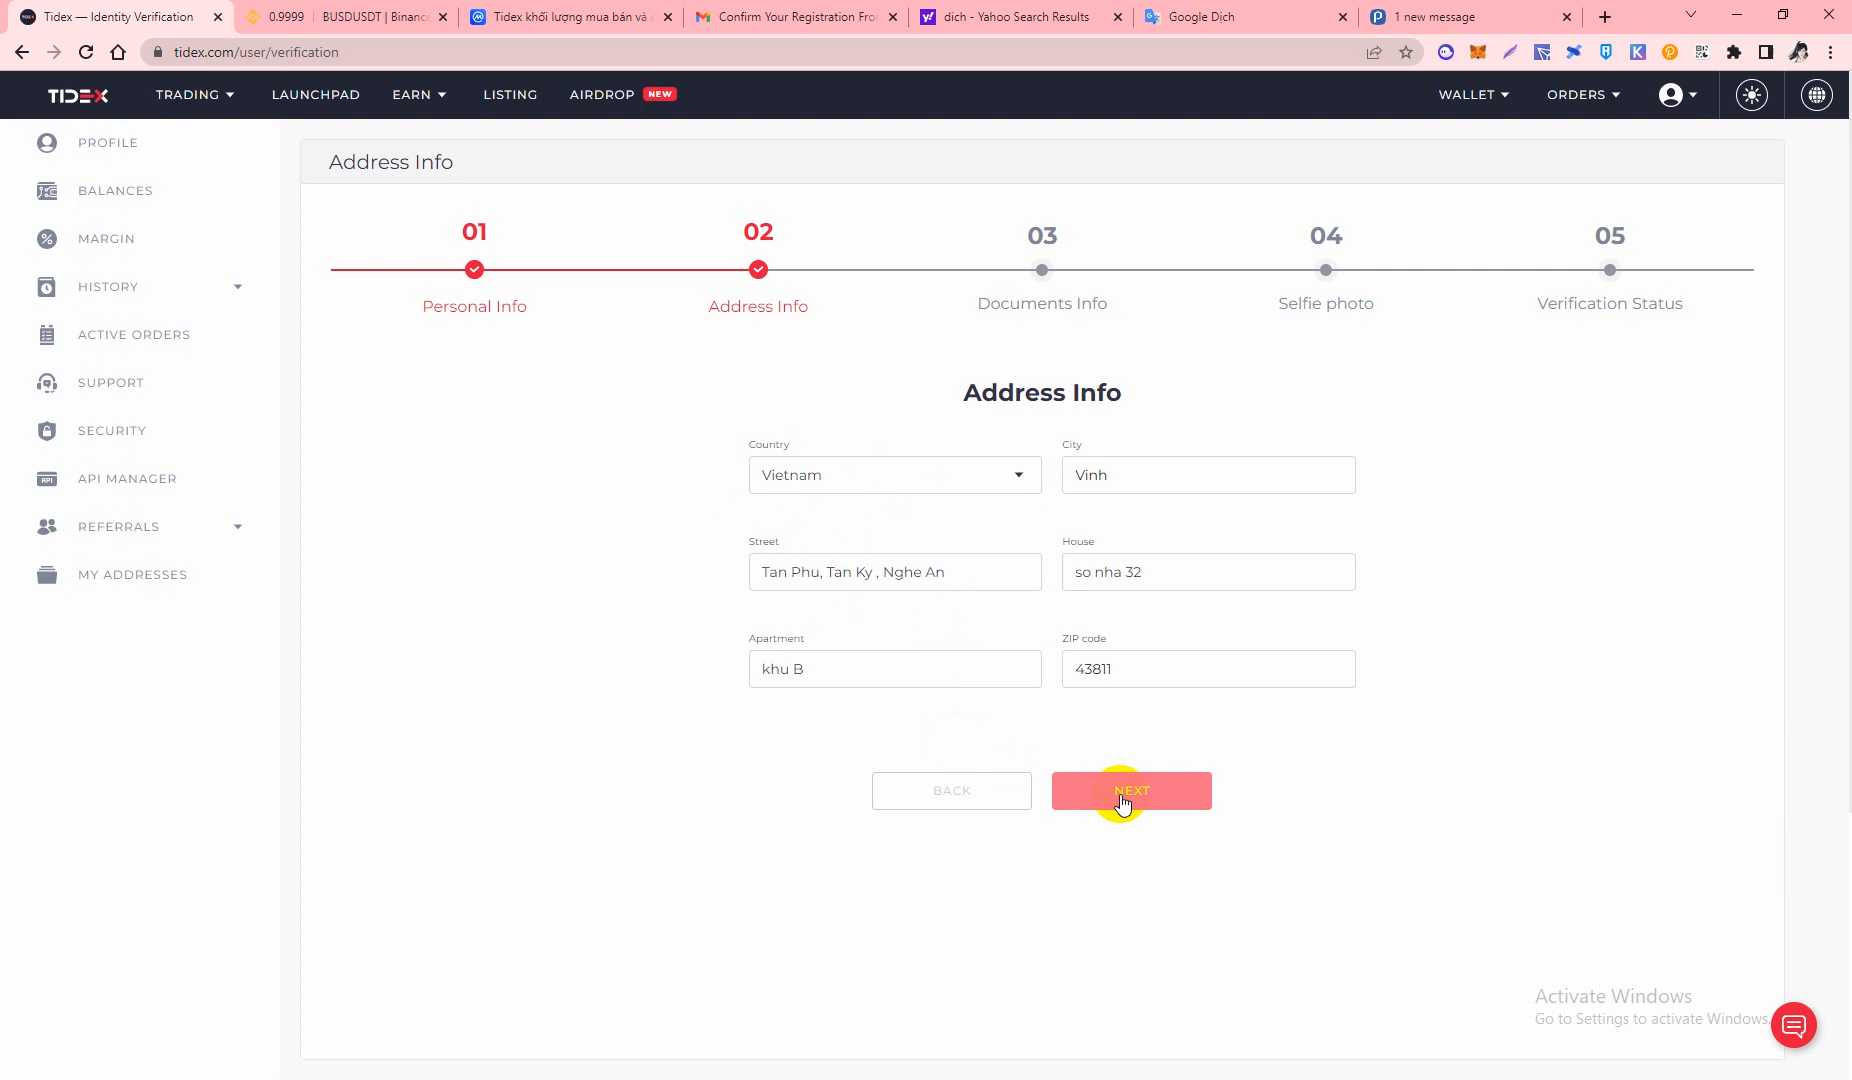 Tidex — Identity Verification
0.9999 | BUSDUSDT | Binance
Tidex khối lượng mua bán và c
Confirm Your Registration Fro
dich - Yahoo Search Results
Google Dịch
1 new message
tidex.com/user/verification
TIDEX
TRADING
LAUNCHPAD
EARN
LISTING
AIRDROP NEW
WALLET
ORDERS
PROFILE
BALANCES
MARGIN
HISTORY
ACTIVE ORDERS
SUPPORT
SECURITY
API MANAGER
REFERRALS
MY ADDRESSES
Address Info
01
02
03
04
05
Personal Info
Address Info
Documents Info
Selfie photo
Verification Status
Address Info
Country
City
Vietnam
Vinh
Street
House
Tan Phu, Tan Ky , Nghe An
so nha 32
Apartment
ZIP code
khu B
43811
BACK
NEXT
Activate Windows
Go to Settings to activate Windows.